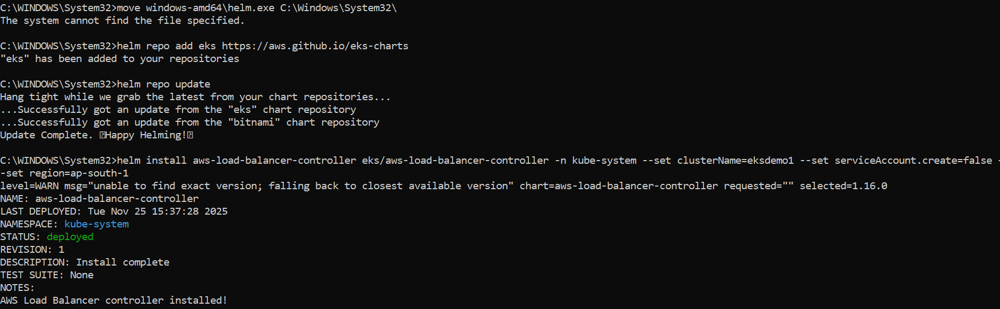 C:\WINDOWS\System32>move windows-amd64\helm.exe C:\Windows\System32\
The system cannot find the file specified.
C:\WINDOWS\System32>helm repo add eks https://aws.github.io/eks-charts
"eks" has been added to your repositories
C:\WINDOWS\System32>helm repo update
Hang tight while we grab the latest from your chart repositories...
...Successfully got an update from the "eks" chart repository
...Successfully got an update from the "bitnami" chart repository
Update Complete. ⍰Happy Helming!⍰
C:\WINDOWS\System32>helm install aws-load-balancer-controller eks/aws-load-balancer-controller -n kube-system --set clusterName=eksdemo1 --set serviceAccount.create=false -
-set region=ap-south-1
level=WARN msg="unable to find exact version; falling back to closest available version" chart=aws-load-balancer-controller requested="" selected=1.16.0
NAME: aws-load-balancer-controller
LAST DEPLOYED: Tue Nov 25 15:37:28 2025
NAMESPACE: kube-system
STATUS: deployed
REVISION: 1
DESCRIPTION: Install complete
TEST SUITE: None
NOTES:
AWS Load Balancer controller installed!